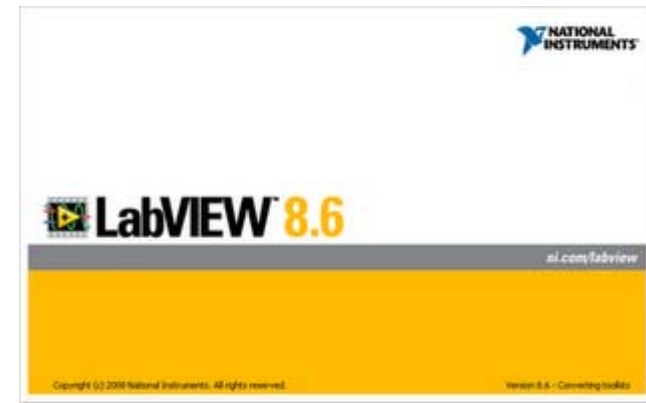 NATIONAL
INSTRUMENTS
LabVIEW™ 8.6
ni.com/labview
Copyright (c) 2008 National Instruments. All rights reserved.
Version 8.6 - Converting toolkits